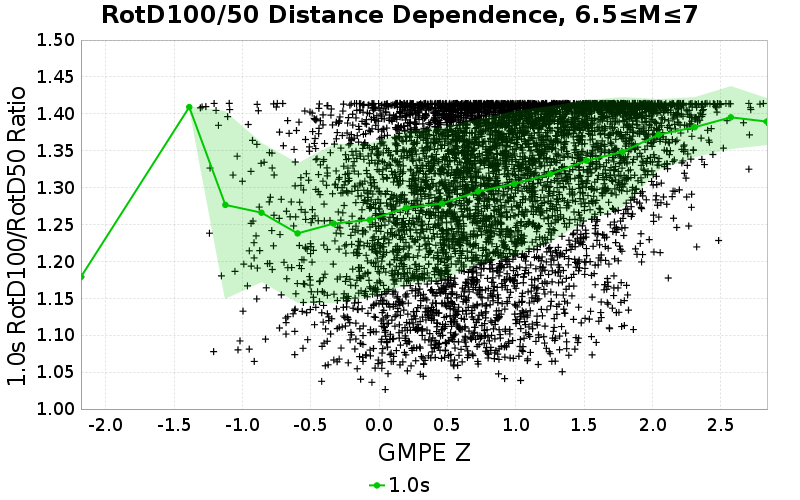 RotD100/50 Distance Dependence, 6.5≤M≤7
1.0s RotD100/RotD50 Ratio
1.50
1.45
1.40
1.35
1.30
1.25
1.20
1.15
1.10
1.05
1.00
-2.0 -1.5 -1.0 -0.5 0.0 0.5 1.0 1.5 2.0 2.5
GMPE Z
1.0s